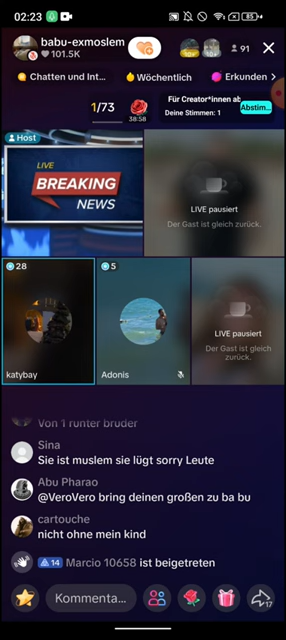 02:23
85
babu-exmoslem
101.5K
91
Chatten und Int...
Wöchentlich
Erkunden
1/73
38:58
Für Creator*innen ab
Deine Stimmen: 1
Abstim...
Host
LIVE
BREAKING
NEWS
LIVE pausiert
Der Gast ist gleich zurück.
28
katybay
5
Adonis
LIVE pausiert
Der Gast ist gleich
zurück.
Von 1 runter bruder
Sina
Sie ist muslem sie lügt sorry Leute
Abu Pharao
@VeroVero bring deinen großen zu ba bu
cartouche
nicht ohne mein kind
14 Marcio 10658 ist beigetreten
Kommenta...
17